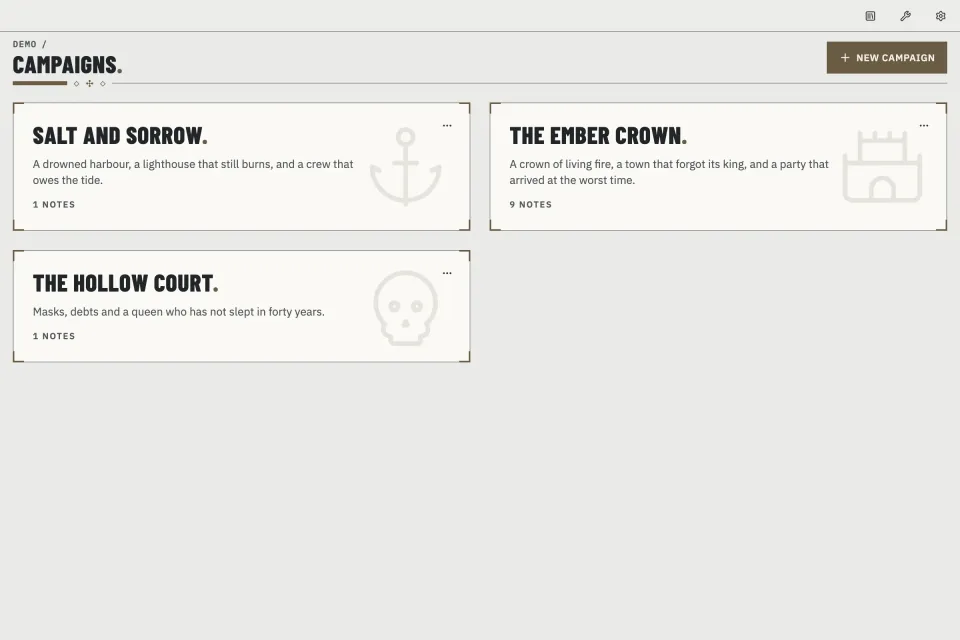 DEMO /
CAMPAIGNS.
+ NEW CAMPAIGN
SALT AND SORROW.
...
A drowned harbour, a lighthouse that still burns, and a crew that
owes the tide.
1 NOTES
THE EMBER CROWN.
...
A crown of living fire, a town that forgot its king, and a party that
arrived at the worst time.
9 NOTES
THE HOLLOW COURT.
...
Masks, debts and a queen who has not slept in forty years.
1 NOTES